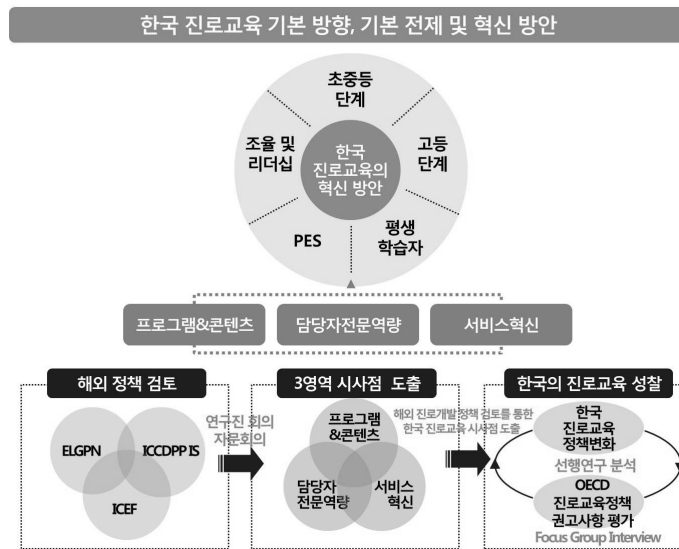 한국 진로교육 기본 방향, 기본 전제 및 혁신 방안
초중등
단계
조율 및
리더십
고등
단계
한국
진로교육의
혁신 방안
PES
평생
학습자
프로그램&콘텐츠
담당자전문역량
서비스혁신
해외 정책 검토
3영역 시사점 도출
한국의 진로교육 성찰
ELGPN
ICCDPP IS
ICEF
연구진 회의
자문회의
프로그램
&콘텐츠
담당자
전문역량
서비스
혁신
해외 진로개발 정책 검토를 통한
한국 진로교육 시사점 도출
한국
진로교육
정책변화
선행연구 분석
OECD
진로교육정책
권고사항 평가
Focus Group Interview